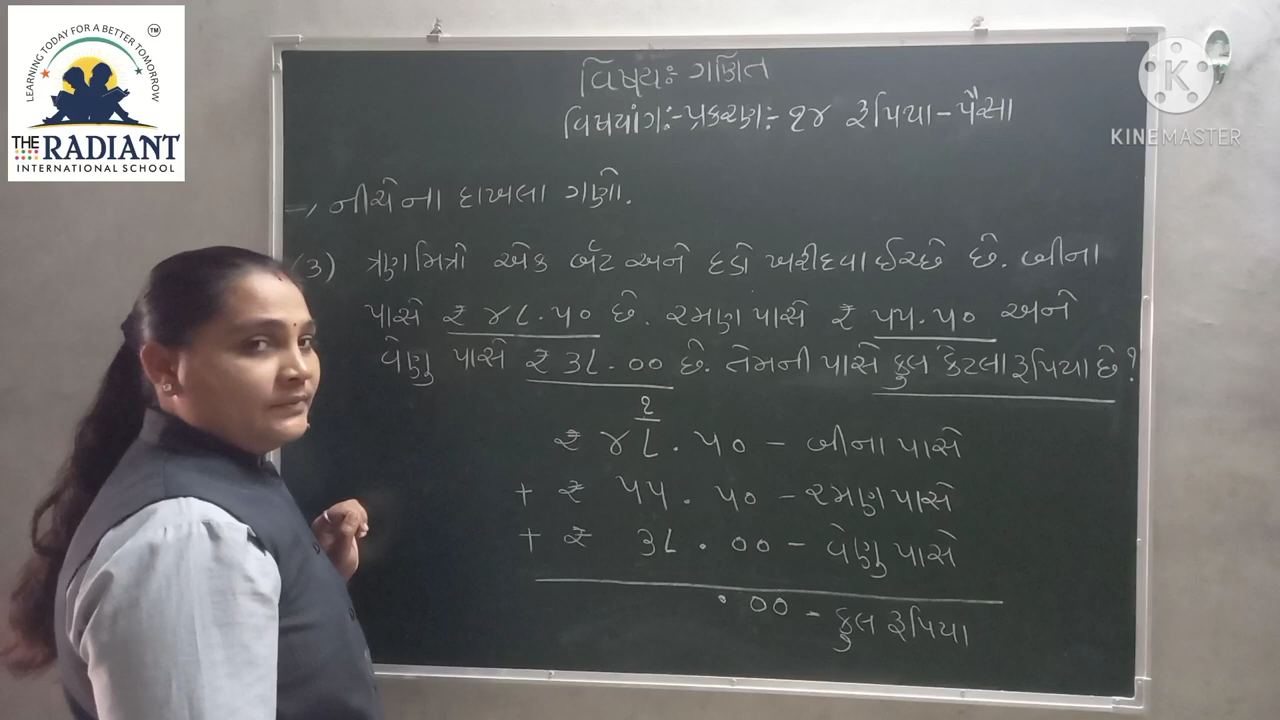 LEARNING TODAY FOR A BETTER TOMORROW
TM
THE RADIANT
INTERNATIONAL SCHOOL
K
KINEMASTER
વિષય:- ગણિત
વિષયાંગ:- પ્રકરણ:- ૧૪ રૂપિયા - પૈસા
→ નીચેના દાખલા ગણો.
(૩) ત્રણ મિત્રો એક બૅટ અને દડો ખરીદવા ઈચ્છે છે. બીના
પાસે ₹ ૪૮.૫૦ છે. રમણ પાસે ₹ ૫૫.૫૦ અને
વેણુ પાસે ₹ ૩૮.૦૦ છે. તેમની પાસે કુલ કેટલા રૂપિયા છે ?
૧
₹ ૪૮.૫૦ - બીના પાસે
+ ₹ ૫૫.૫૦ - રમણ પાસે
+ ₹ ૩૮.૦૦ - વેણુ પાસે
.૦૦ - કુલ રૂપિયા